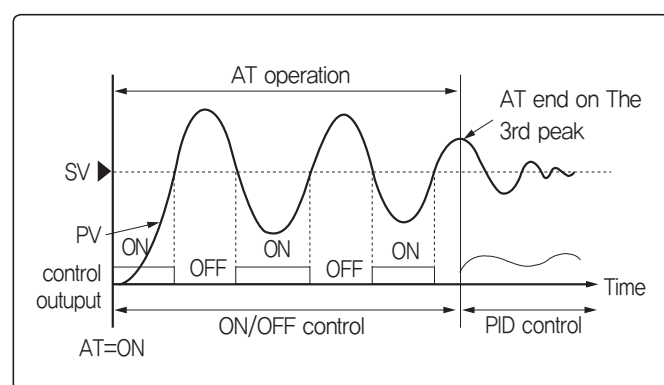 AT operation
AT end on The
3rd peak
SV
PV
ON
OFF
ON
OFF
ON
control
outuput
Time
ON/OFF control
PID control
AT=ON